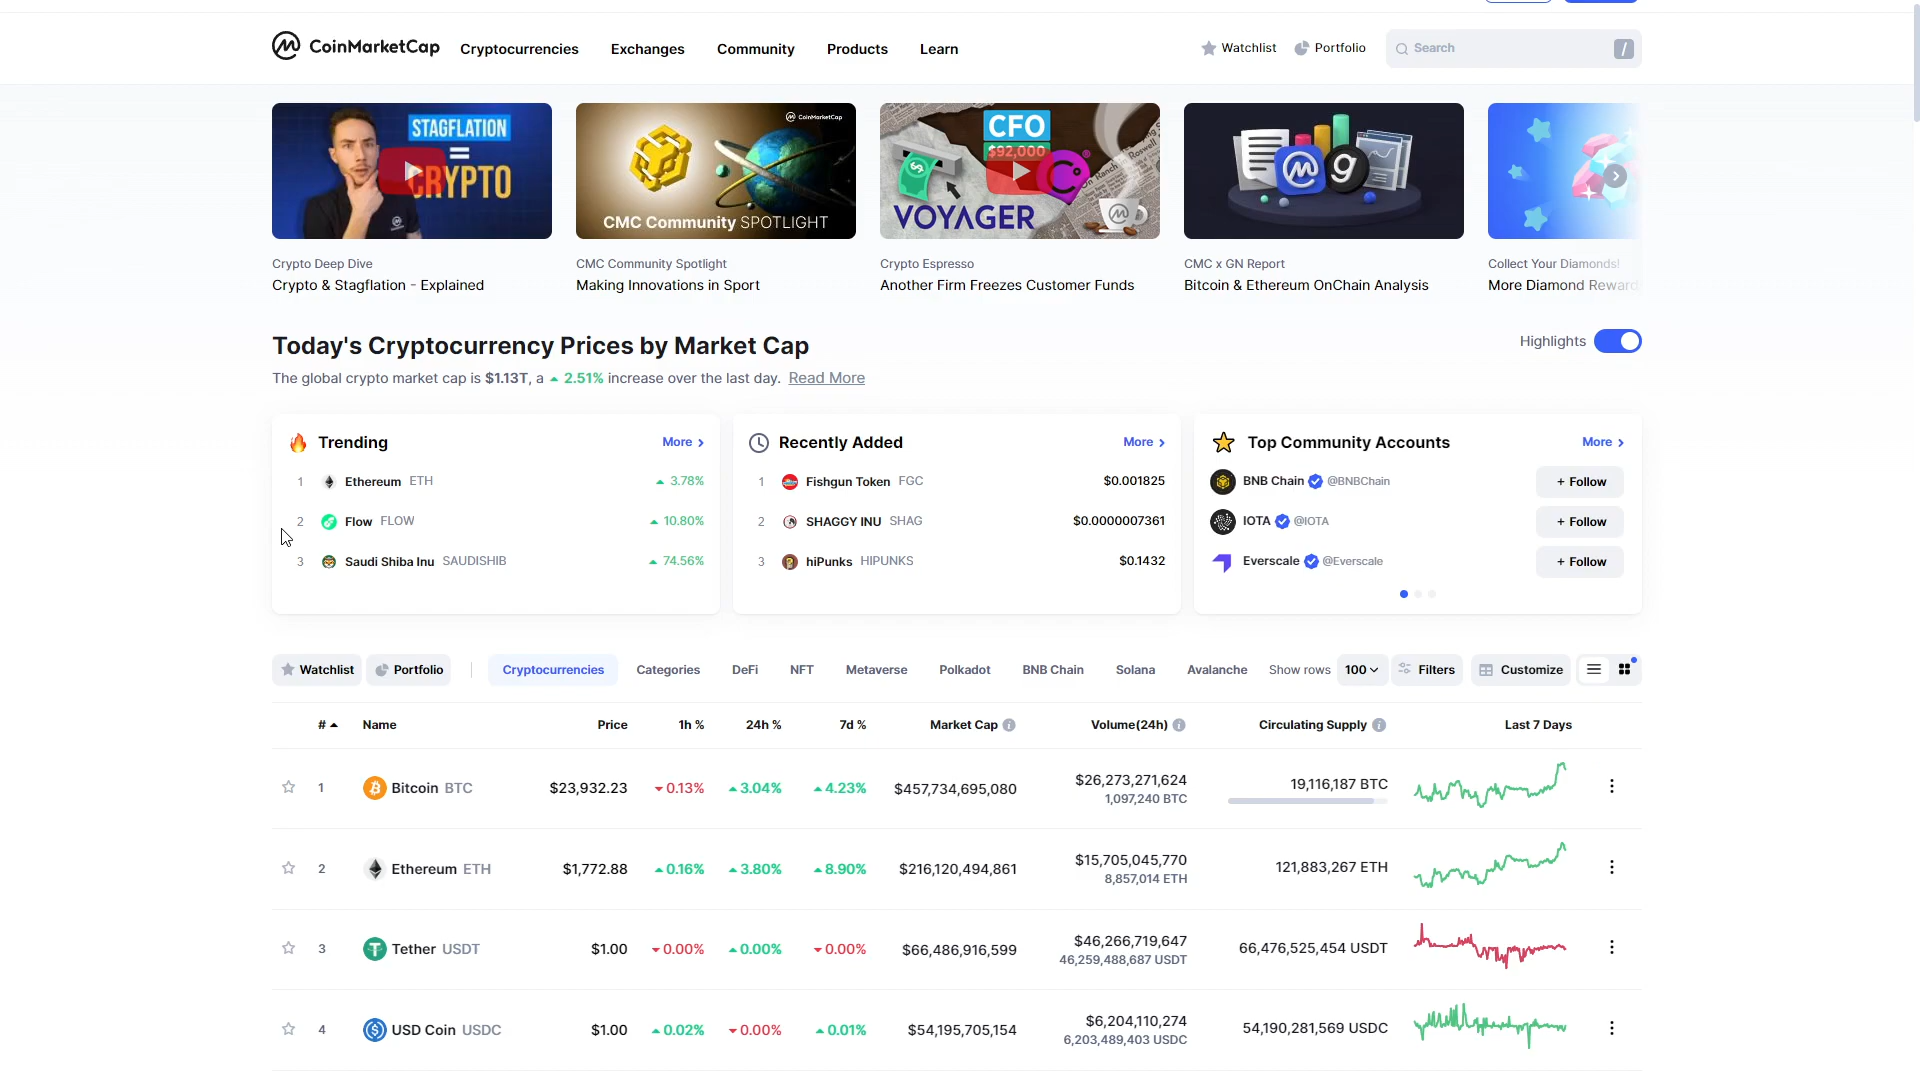 CoinMarketCap
Cryptocurrencies Exchanges Community Products Learn
Watchlist Portfolio Search /
STAGFLATION
=
CRYPTO
CoinMarketCap
CMC Community SPOTLIGHT
CFO
$92,000
VOYAGER
Crypto Deep Dive
Crypto & Stagflation - Explained
CMC Community Spotlight
Making Innovations in Sport
Crypto Espresso
Another Firm Freezes Customer Funds
CMC x GN Report
Bitcoin & Ethereum OnChain Analysis
Collect Your Diamonds!
More Diamond Reward
Today's Cryptocurrency Prices by Market Cap
Highlights
The global crypto market cap is $1.13T, a 2.51% increase over the last day. Read More
Trending More
1 Ethereum ETH 3.78%
2 Flow FLOW 10.80%
3 Saudi Shiba Inu SAUDISHIB 74.56%
Recently Added More
1 Fishgun Token FGC $0.001825
2 SHAGGY INU SHAG $0.0000007361
3 hiPunks HIPUNKS $0.1432
Top Community Accounts More
BNB Chain @BNBChain + Follow
IOTA @IOTA + Follow
Everscale @Everscale + Follow
Watchlist Portfolio Cryptocurrencies Categories DeFi NFT Metaverse Polkadot BNB Chain Solana Avalanche Show rows 100 Filters Customize
# Name Price 1h % 24h % 7d % Market Cap Volume(24h) Circulating Supply Last 7 Days
1 Bitcoin BTC $23,932.23 0.13% 3.04% 4.23% $457,734,695,080 $26,273,271,624 19,116,187 BTC
1,097,240 BTC
2 Ethereum ETH $1,772.88 0.16% 3.80% 8.90% $216,120,494,861 $15,705,045,770 121,883,267 ETH
8,857,014 ETH
3 Tether USDT $1.00 0.00% 0.00% 0.00% $66,486,916,599 $46,266,719,647 66,476,525,454 USDT
46,259,488,687 USDT
4 USD Coin USDC $1.00 0.02% 0.00% 0.01% $54,195,705,154 $6,204,110,274 54,190,281,569 USDC
6,203,489,403 USDC